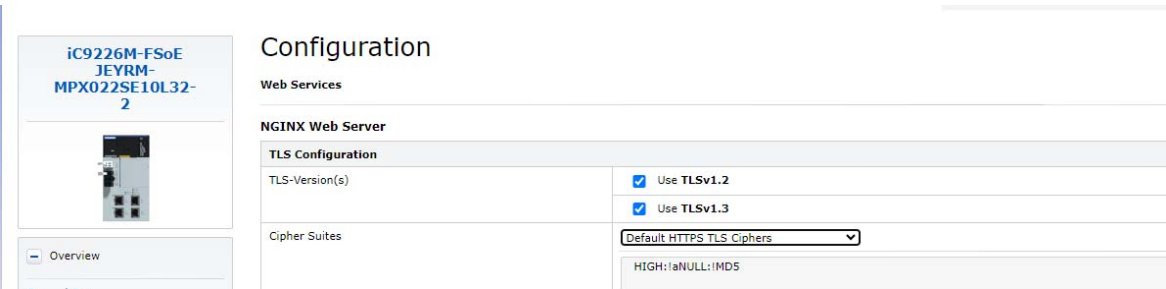 iC9226M-FSoE
JEYRM-
MPX022SE10L32-
2
Overview
Configuration
Web Services
NGINX Web Server
TLS Configuration
TLS-Version(s)
Use TLSv1.2
Use TLSv1.3
Cipher Suites
Default HTTPS TLS Ciphers
HIGH:!aNULL:!MD5